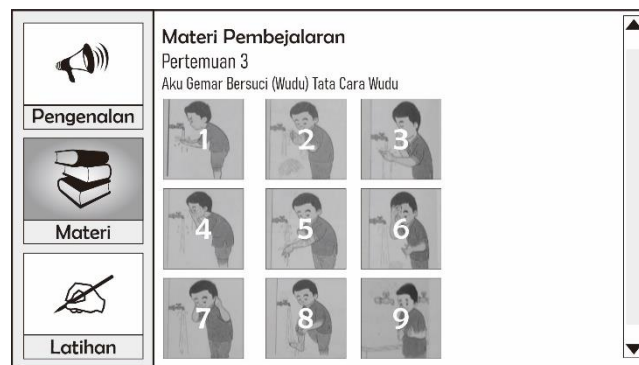 Pengenalan
Materi
Latihan
Materi Pembejalaran
Pertemuan 3
Aku Gemar Bersuci (Wudu) Tata Cara Wudu
1 2 3
4 5 6
7 8 9